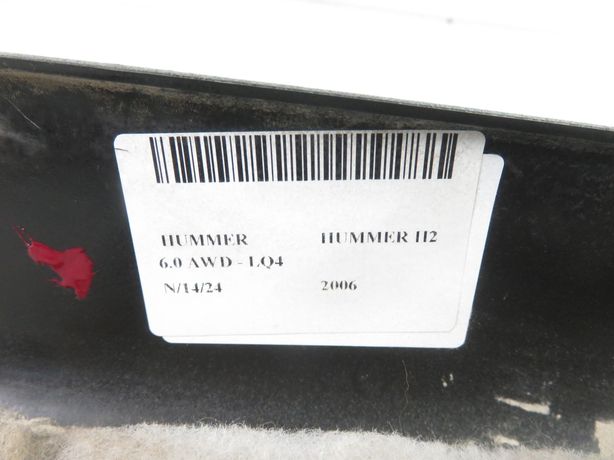 HUMMER HUMMER H2
6.0 AWD - LQ4
N/14/24 2006